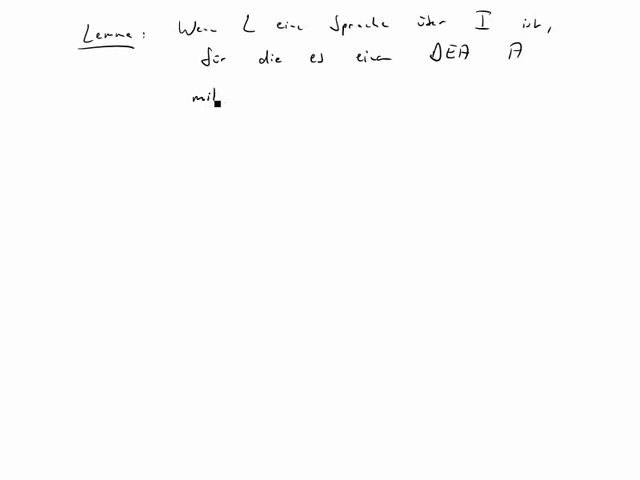 Lemma: Wenn L eine Sprache über I ist,
für die es einen DEA A
mit